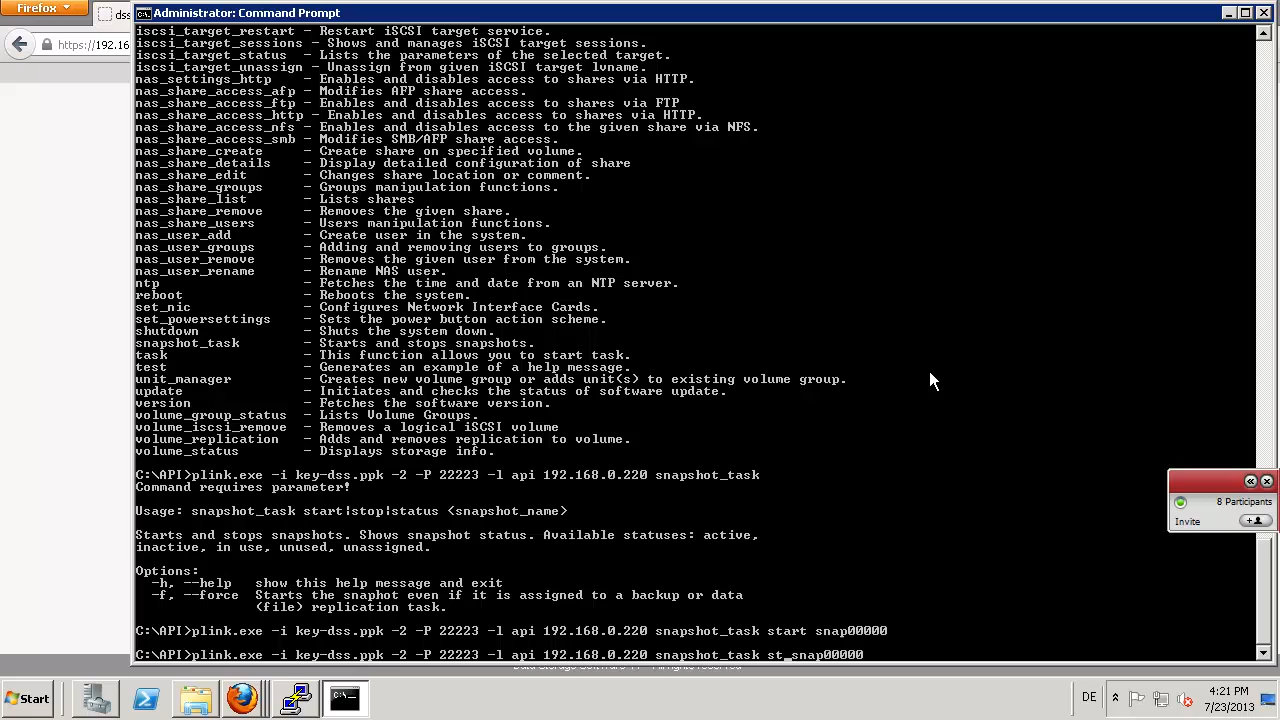 Firefox
dss
https://192.16
Administrator: Command Prompt
iscsi_target_restart - Restart iSCSI target service.
iscsi_target_sessions - Shows and manages iSCSI target sessions.
iscsi_target_status - Lists the parameters of the selected target.
iscsi_target_unassign - Unassign from given iSCSI target lvname.
nas_settings_http - Enables and disables access to shares via HTTP.
nas_share_access_afp - Modifies AFP share access.
nas_share_access_ftp - Enables and disables access to shares via FTP
nas_share_access_http - Enables and disables access to shares via HTTP.
nas_share_access_nfs - Enables and disables access to the given share via NFS.
nas_share_access_smb - Modifies SMB/AFP share access.
nas_share_create - Create share on specified volume.
nas_share_details - Display detailed configuration of share
nas_share_edit - Changes share location or comment.
nas_share_groups - Groups manipulation functions.
nas_share_list - Lists shares
nas_share_remove - Removes the given share.
nas_share_users - Users manipulation functions.
nas_user_add - Create user in the system.
nas_user_groups - Adding and removing users to groups.
nas_user_remove - Removes the given user from the system.
nas_user_rename - Rename NAS user.
ntp - Fetches the time and date from an NTP server.
reboot - Reboots the system.
set_nic - Configures Network Interface Cards.
set_powersettings - Sets the power button action scheme.
shutdown - Shuts the system down.
snapshot_task - Starts and stops snapshots.
task - This function allows you to start task.
test - Generates an example of a help message.
unit_manager - Creates new volume group or adds unit(s) to existing volume group.
update - Initiates and checks the status of software update.
version - Fetches the software version.
volume_group_status - Lists Volume Groups.
volume_iscsi_remove - Removes a logical iSCSI volume
volume_replication - Adds and removes replication to volume.
volume_status - Displays storage info.
C:\API>plink.exe -i key-dss.ppk -2 -P 22223 -l api 192.168.0.220 snapshot_task
Command requires parameter!
Usage: snapshot_task start|stop|status <snapshot_name>
Starts and stops snapshots. Shows snapshot status. Available statuses: active,
inactive, in use, unused, unassigned.
Options:
-h, --help show this help message and exit
-f, --force Starts the snaphot even if it is assigned to a backup or data
(file) replication task.
C:\API>plink.exe -i key-dss.ppk -2 -P 22223 -l api 192.168.0.220 snapshot_task start snap00000
C:\API>plink.exe -i key-dss.ppk -2 -P 22223 -l api 192.168.0.220 snapshot_task st_snap00000
8 Participants
Invite
Start
DE
4:21 PM
7/23/2013